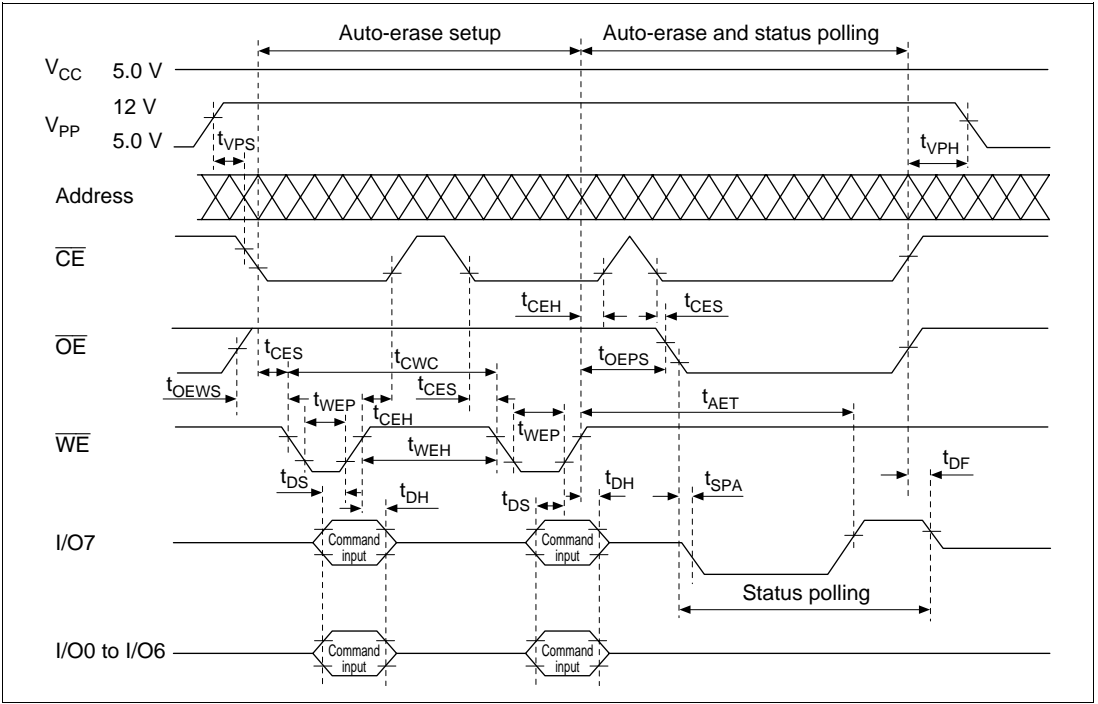 Auto-erase setup
Auto-erase and status polling
VCC 5.0 V
12 V
VPP
5.0 V
tVPS
tVPH
Address
CE
tCEH
tCES
OE
tCES
tCWC
tOEPS
tOEWS
tWEP
tCEH
tCES
tWEP
tAET
WE
tWEH
tDS
tDH
tDS
tDH
tSPA
tDF
I/O7
Command
input
Command
input
Status polling
I/O0 to I/O6
Command
input
Command
input